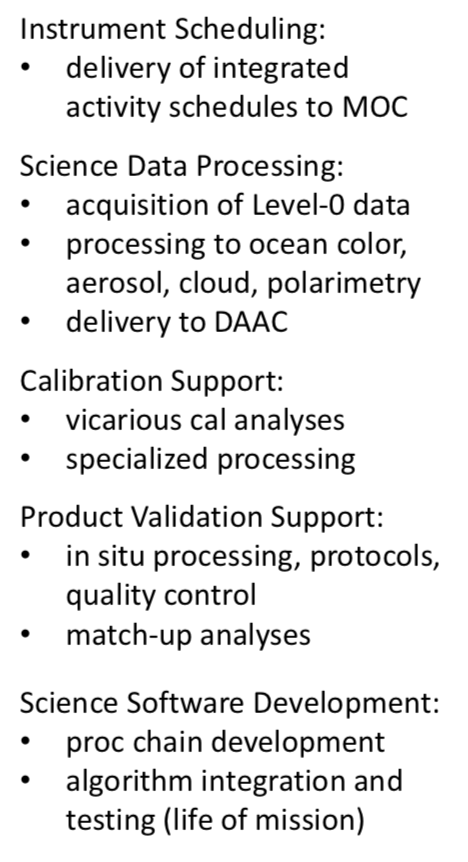 Instrument Scheduling:
• delivery of integrated
activity schedules to MOC
Science Data Processing:
• acquisition of Level-0 data
• processing to ocean color,
aerosol, cloud, polarimetry
• delivery to DAAC
Calibration Support:
• vicarious cal analyses
• specialized processing
Product Validation Support:
• in situ processing, protocols,
quality control
• match-up analyses
Science Software Development:
• proc chain development
• algorithm integration and
testing (life of mission)